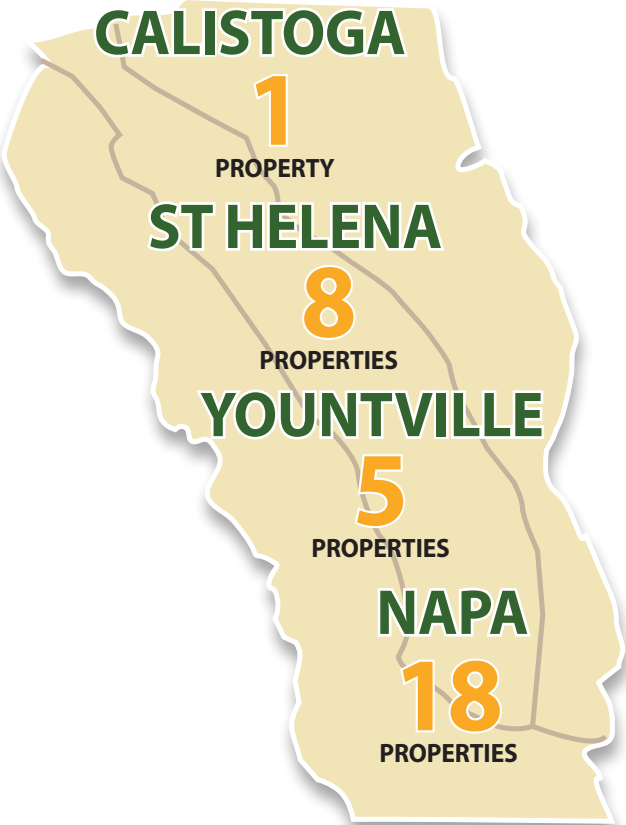 CALISTOGA
1
PROPERTY
ST HELENA
8
PROPERTIES
YOUNTVILLE
5
PROPERTIES
NAPA
18
PROPERTIES